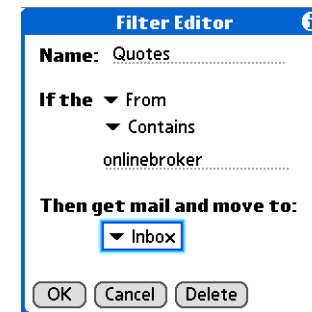 Filter Editor i
Name: Quotes
If the From
Contains
onlinebroker
Then get mail and move to:
Inbox
OK Cancel Delete